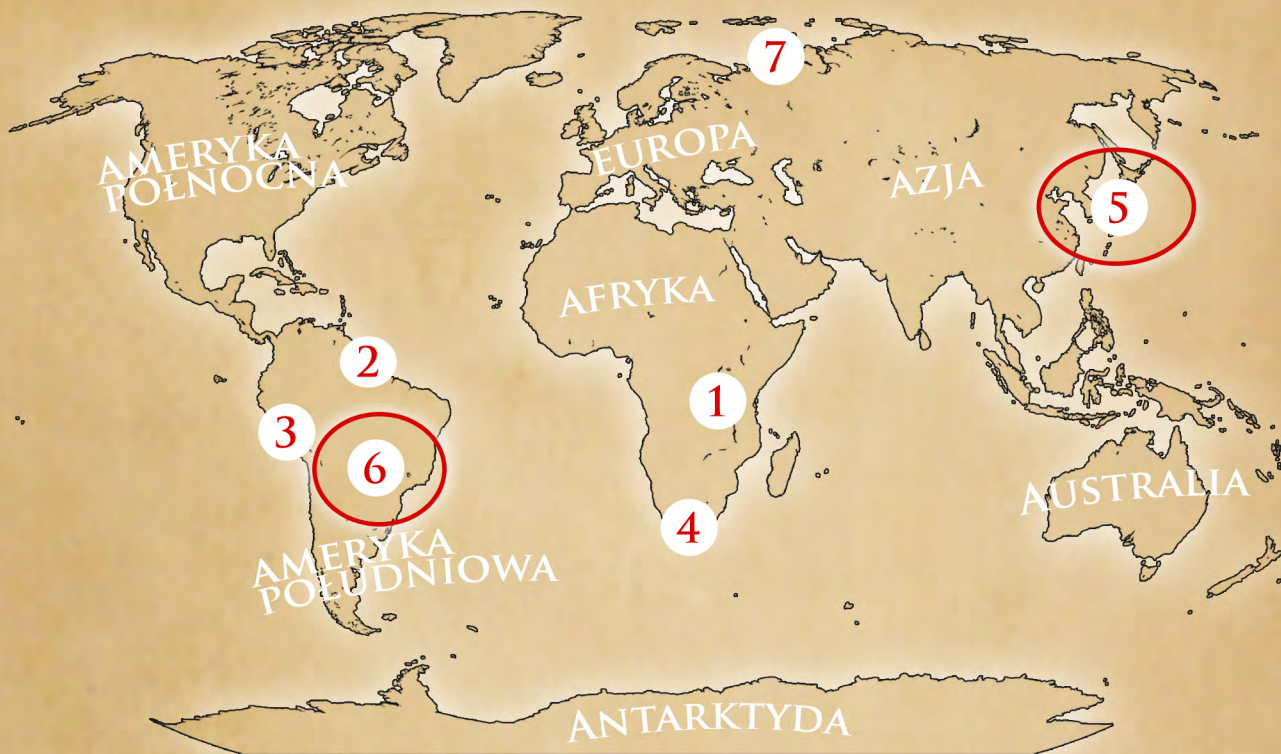 7
AMERYKA
PÓŁNOCNA
EUROPA
AZJA
5
AFRYKA
2
1
3
6
AUSTRALIA
4
AMERYKA
POŁUDNIOWA
ANTARKTYDA